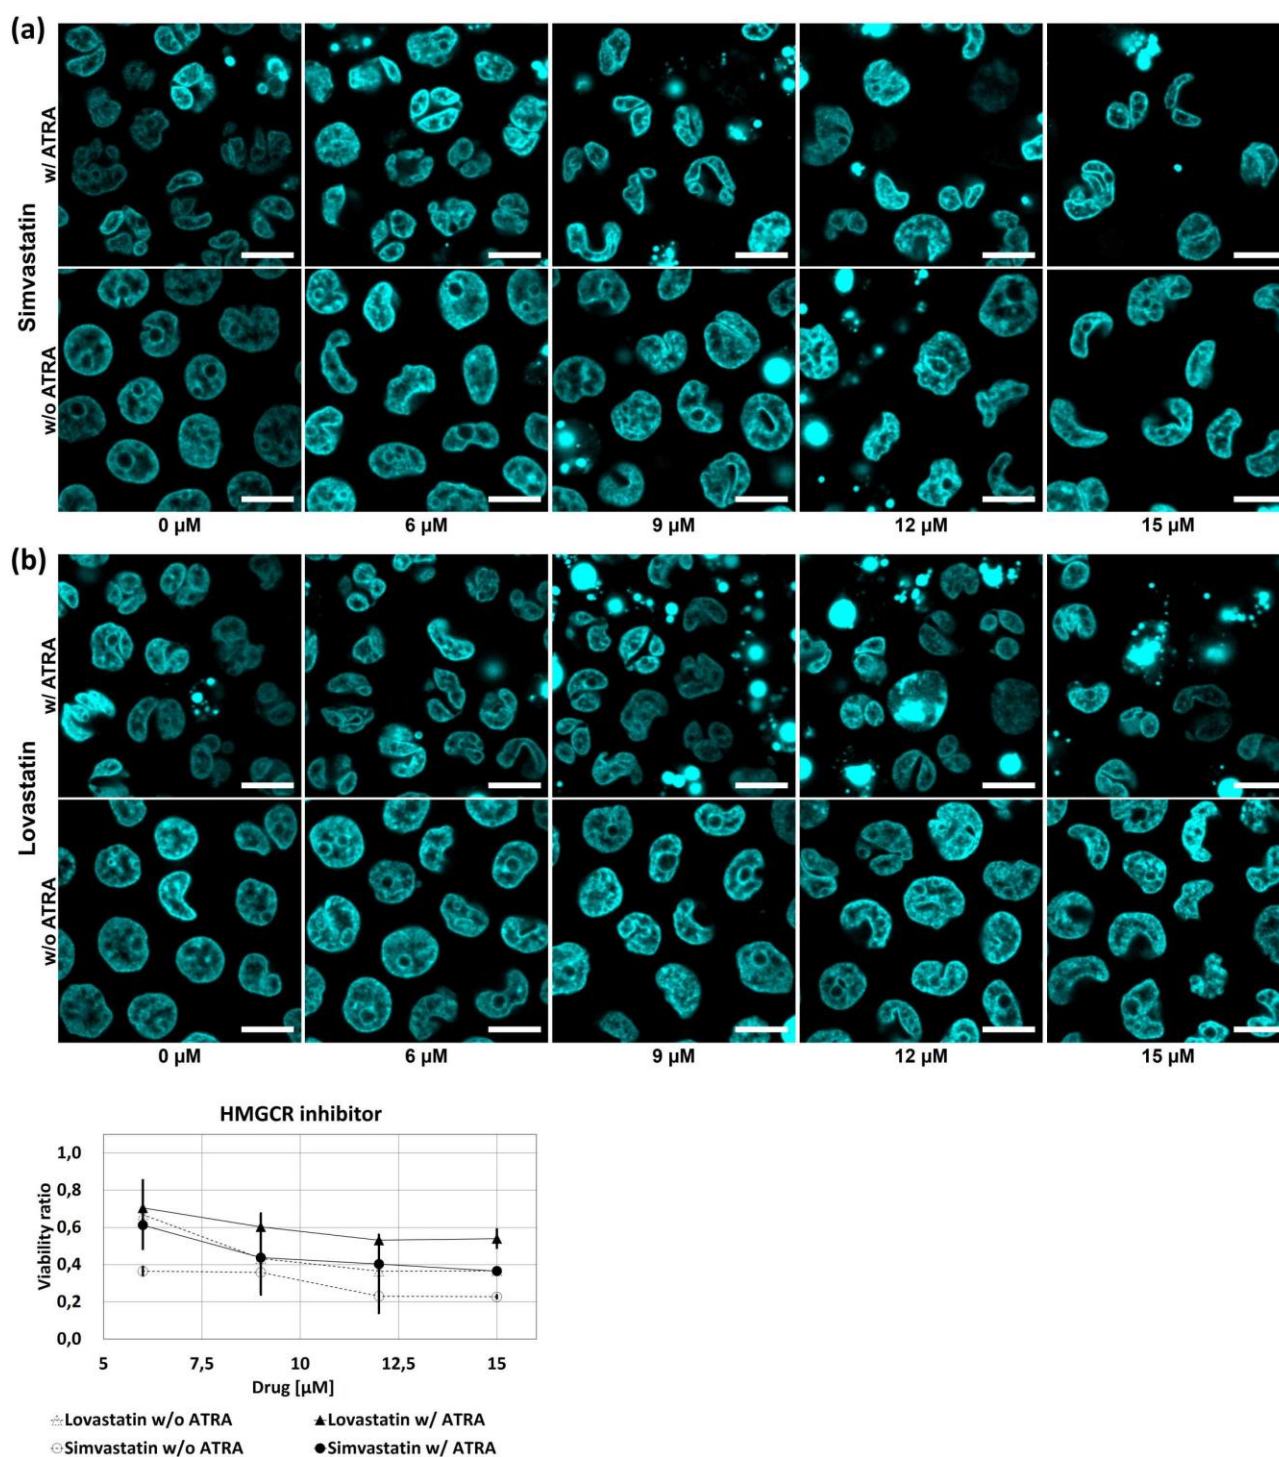 (a)
w/ ATRA
Simvastatin
w/o ATRA
0 µM 6 µM 9 µM 12 µM 15 µM
(b)
w/ ATRA
Lovastatin
w/o ATRA
0 µM 6 µM 9 µM 12 µM 15 µM
HMGCR inhibitor
1,0
0,8
0,6
0,4
0,2
0,0
Viability ratio
5 7,5 10 12,5 15
Drug [µM]
Lovastatin w/o ATRA Lovastatin w/ ATRA
Simvastatin w/o ATRA Simvastatin w/ ATRA